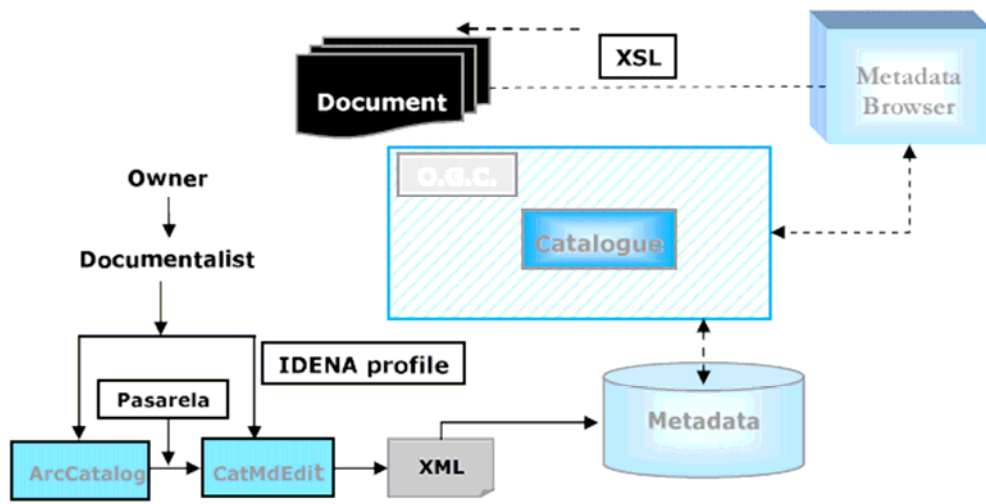 XSL
Document
Metadata
Browser
O.G.C.
Catalogue
Owner
Documentalist
IDENA profile
Pasarela
Metadata
ArcCatalog
CatMdEdit
XML